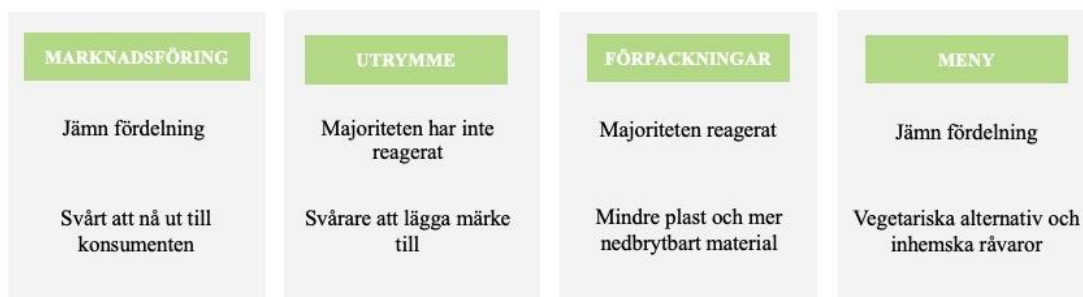 MARKNADSFÖRING
Jämn fördelning
Svårt att nå ut till
konsumenten
UTRYMME
Majoriteten har inte
reagerat
Svårare att lägga märke
till
FÖRPACKNINGAR
Majoriteten reagerat
Mindre plast och mer
nedbrytbart material
MENY
Jämn fördelning
Vegetariska alternativ och
inhemska råvaror